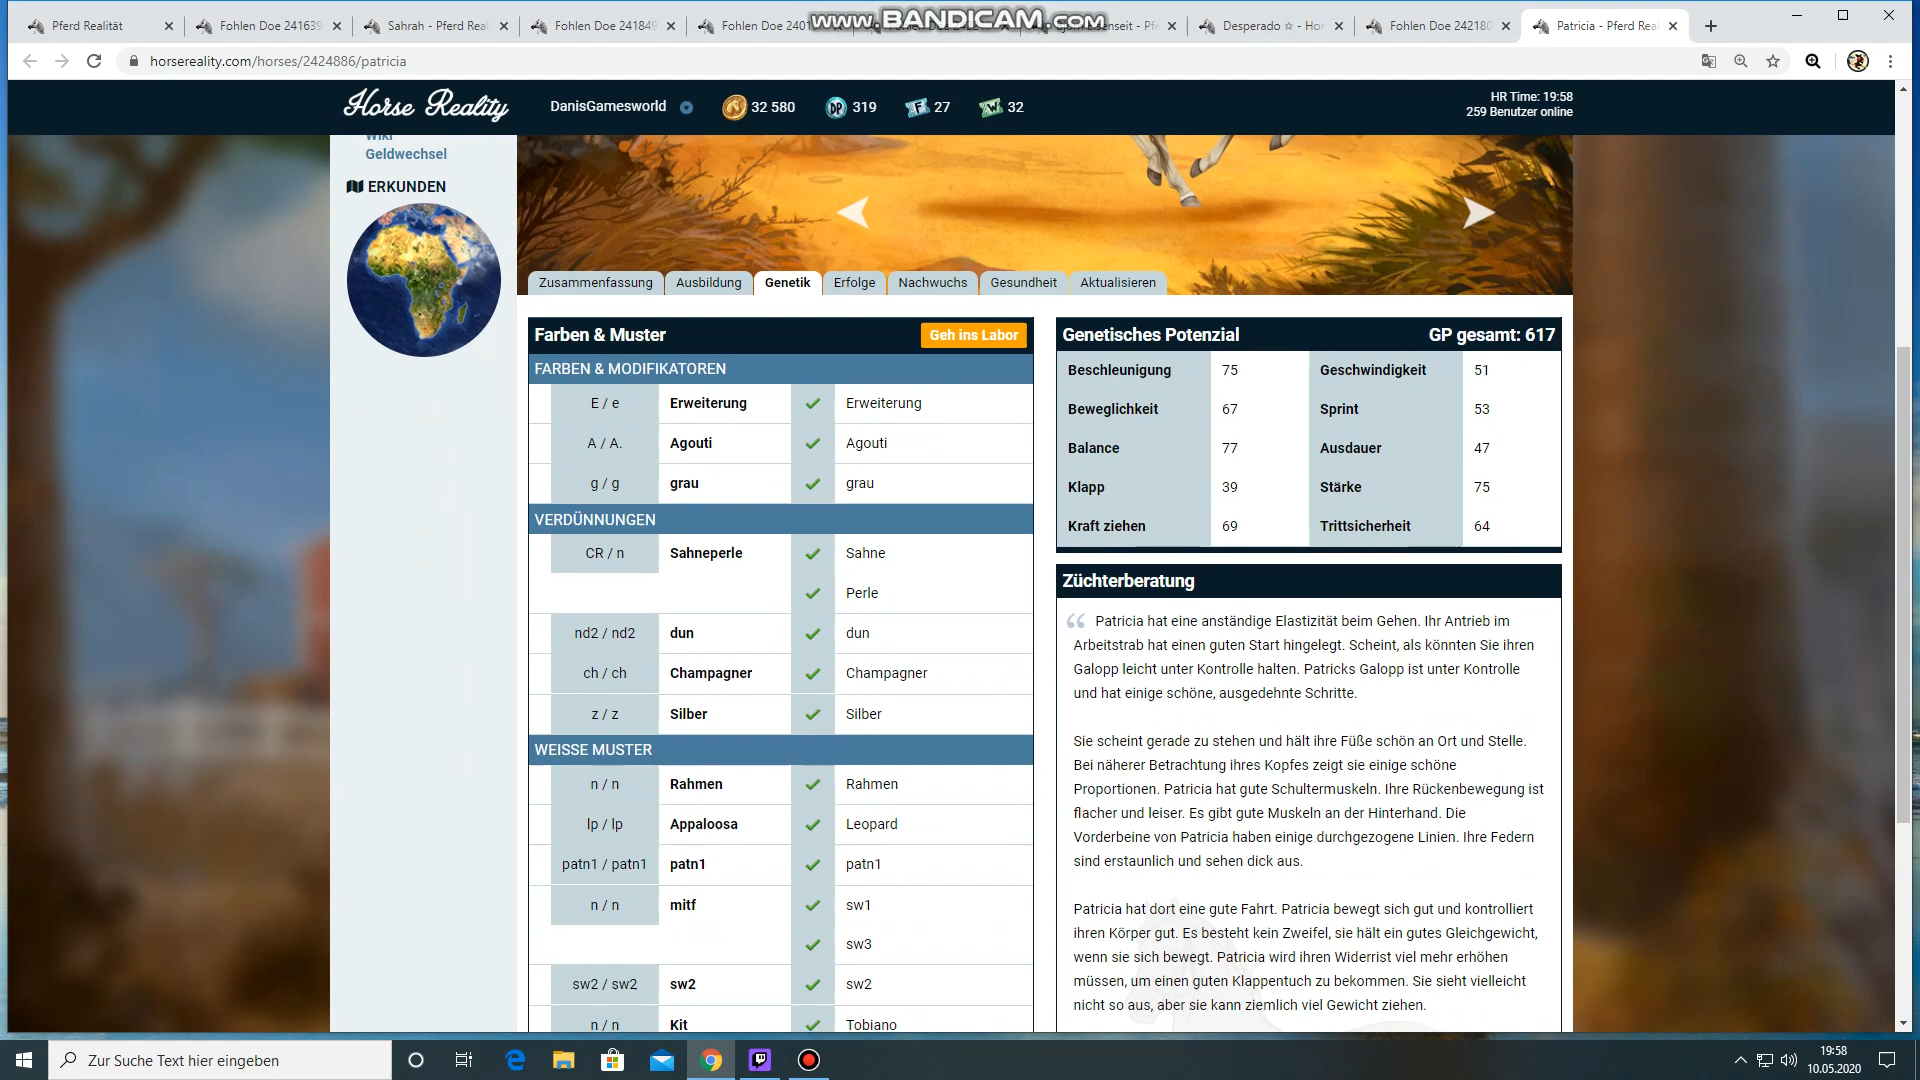 www.BANDICAM.com
Pferd Realität
Fohlen Doe 241639
Sahrah - Pferd Real
Fohlen Doe 241849
Fohlen Doe 2401
Desperado ☆ - Hor
Fohlen Doe 242180
Patricia - Pferd Real
horsereality.com/horses/2424886/patricia
Horse Reality
DanisGamesworld
32 580
DP 319
F 27
W 32
HR Time: 19:58
259 Benutzer online
Wiki
Geldwechsel
ERKUNDEN
Zusammenfassung
Ausbildung
Genetik
Erfolge
Nachwuchs
Gesundheit
Aktualisieren
Farben & Muster
Geh ins Labor
FARBEN & MODIFIKATOREN
E / e Erweiterung Erweiterung
A / A. Agouti Agouti
g / g grau grau
VERDÜNNUNGEN
CR / n Sahneperle Sahne
Perle
nd2 / nd2 dun dun
ch / ch Champagner Champagner
z / z Silber Silber
WEISSE MUSTER
n / n Rahmen Rahmen
lp / lp Appaloosa Leopard
patn1 / patn1 patn1 patn1
n / n mitf sw1
sw3
sw2 / sw2 sw2 sw2
n / n Kit Tobiano
Genetisches Potenzial GP gesamt: 617
Beschleunigung 75 Geschwindigkeit 51
Beweglichkeit 67 Sprint 53
Balance 77 Ausdauer 47
Klapp 39 Stärke 75
Kraft ziehen 69 Trittsicherheit 64
Züchterberatung
Patricia hat eine anständige Elastizität beim Gehen. Ihr Antrieb im
Arbeitstrab hat einen guten Start hingelegt. Scheint, als könnten Sie ihren
Galopp leicht unter Kontrolle halten. Patricks Galopp ist unter Kontrolle
und hat einige schöne, ausgedehnte Schritte.
Sie scheint gerade zu stehen und hält ihre Füße schön an Ort und Stelle.
Bei näherer Betrachtung ihres Kopfes zeigt sie einige schöne
Proportionen. Patricia hat gute Schultermuskeln. Ihre Rückenbewegung ist
flacher und leiser. Es gibt gute Muskeln an der Hinterhand. Die
Vorderbeine von Patricia haben einige durchgezogene Linien. Ihre Federn
sind erstaunlich und sehen dick aus.
Patricia hat dort eine gute Fahrt. Patricia bewegt sich gut und kontrolliert
ihren Körper gut. Es besteht kein Zweifel, sie hält ein gutes Gleichgewicht,
wenn sie sich bewegt. Patricia wird ihren Widerrist viel mehr erhöhen
müssen, um einen guten Klappentuch zu bekommen. Sie sieht vielleicht
nicht so aus, aber sie kann ziemlich viel Gewicht ziehen.
Zur Suche Text hier eingeben
19:58
10.05.2020